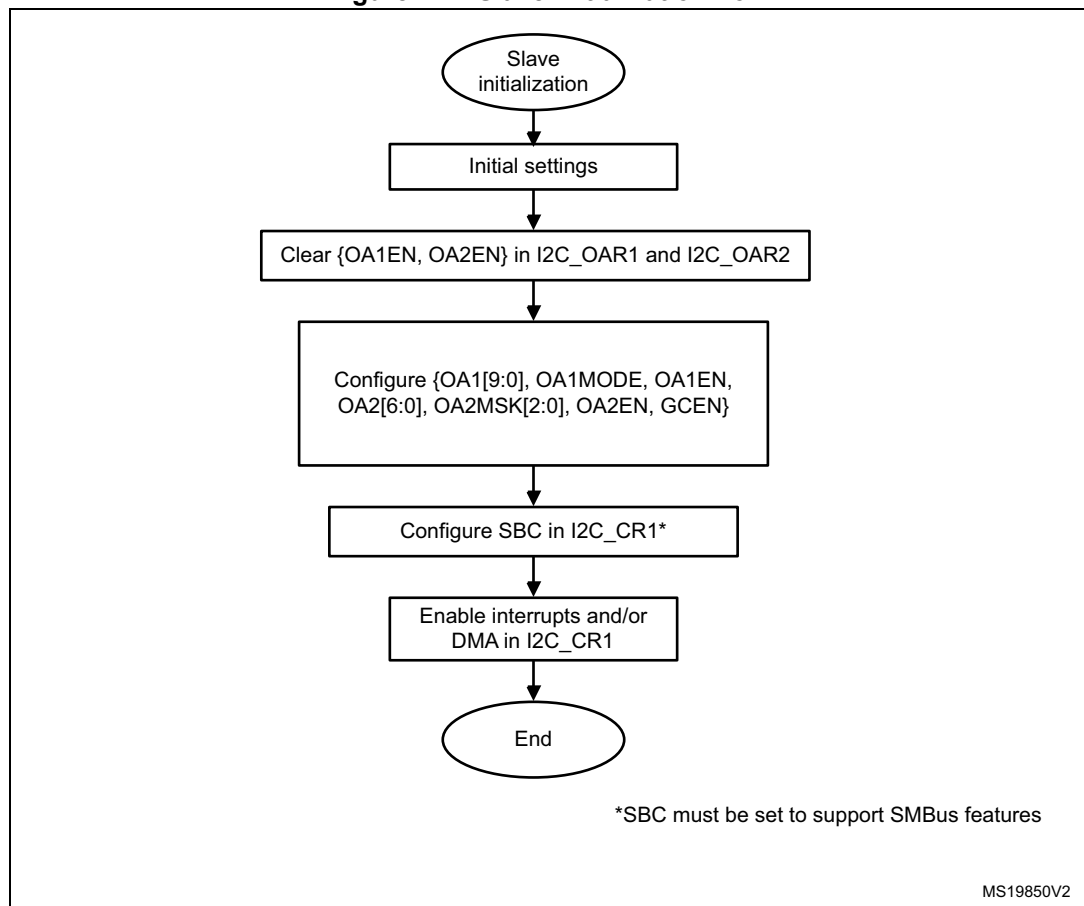 Slave
initialization
Initial settings
Clear {OA1EN, OA2EN} in I2C_OAR1 and I2C_OAR2
Configure {OA1[9:0], OA1MODE, OA1EN,
OA2[6:0], OA2MSK[2:0], OA2EN, GCEN}
Configure SBC in I2C_CR1*
Enable interrupts and/or
DMA in I2C_CR1
End
*SBC must be set to support SMBus features
MS19850V2